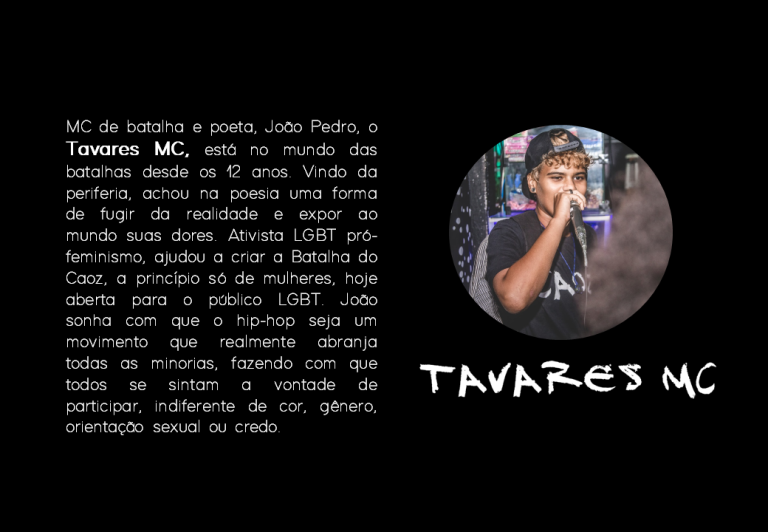 MC de batalha e poeta, João Pedro, o
Tavares MC, está no mundo das
batalhas desde os 12 anos. Vindo da
periferia, achou na poesia uma forma
de fugir da realidade e expor ao
mundo suas dores. Ativista LGBT pró-
feminismo, ajudou a criar a Batalha do
Caoz, a princípio só de mulheres, hoje
aberta para o público LGBT. João
sonha com que o hip-hop seja um
movimento que realmente abranja
todas as minorias, fazendo com que
todos se sintam a vontade de
participar, indiferente de cor, gênero,
orientação sexual ou credo.
TAVARES MC